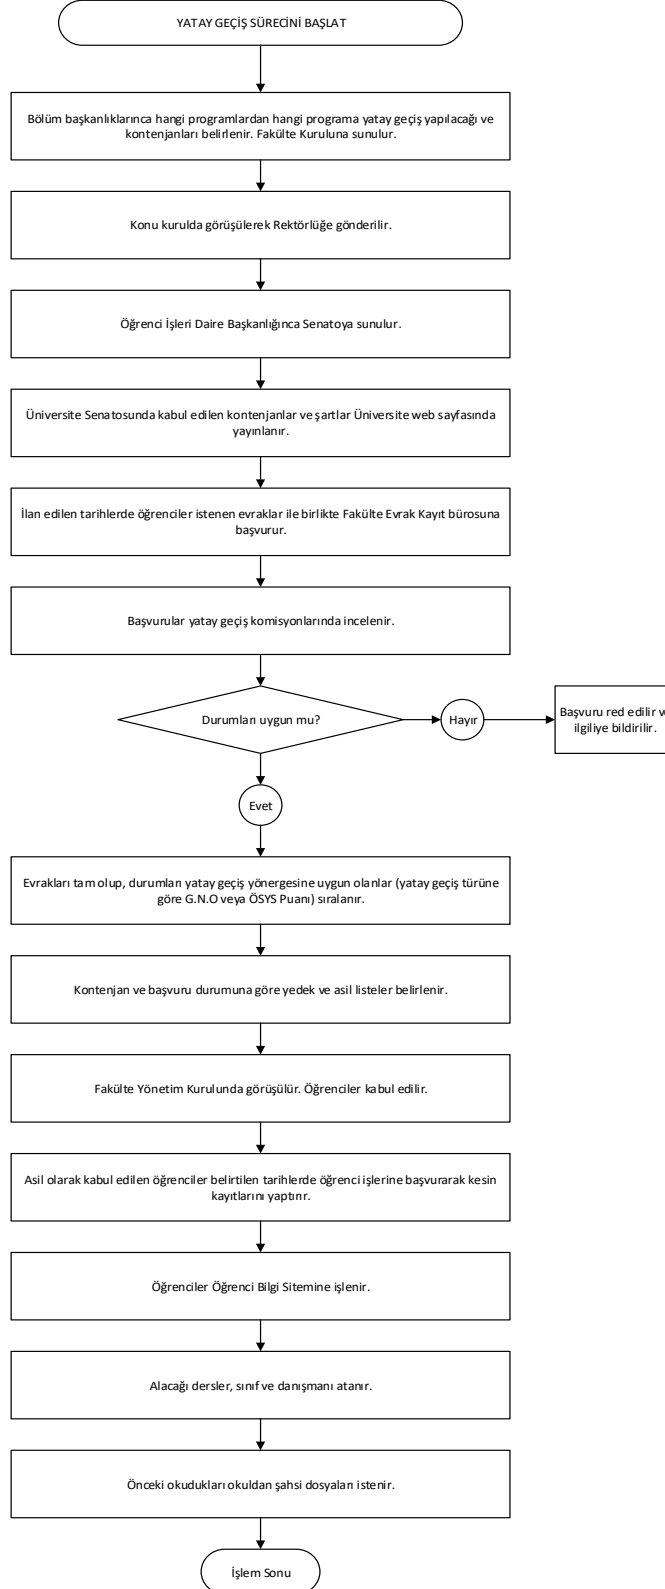 YATAY GEÇİŞ SÜRECİNİ BAŞLAT
Bölüm başkanlıklarınca hangi programlardan hangi programa yatay geçiş yapılacağı ve
kontenjanları belirlenir. Fakülte Kuruluna sunulur.
Konu kurulda görüşülerek Rektörlüğe gönderilir.
Öğrenci İşleri Daire Başkanlığınca Senatoya sunulur.
Üniversite Senatosunda kabul edilen kontenjanlar ve şartlar Üniversite web sayfasında
yayınlanır.
İlan edilen tarihlerde öğrenciler istenen evraklar ile birlikte Fakülte Evrak Kayıt bürosuna
başvurur.
Başvurular yatay geçiş komisyonlarında incelenir.
Durumları uygun mu?
Hayır
Başvuru red edilir ve
ilgiliye bildirilir.
Evet
Evrakları tam olup, durumları yatay geçiş yönergesine uygun olanlar (yatay geçiş türüne
göre G.N.O veya ÖSYS Puanı) sıralanır.
Kontenjan ve başvuru durumuna göre yedek ve asil listeler belirlenir.
Fakülte Yönetim Kurulunda görüşülür. Öğrenciler kabul edilir.
Asil olarak kabul edilen öğrenciler belirtilen tarihlerde öğrenci işlerine başvurarak kesin
kayıtlarını yaptırır.
Öğrenciler Öğrenci Bilgi Sitemine işlenir.
Alacağı dersler, sınıf ve danışmanı atanır.
Önceki okudukları okuldan şahsi dosyaları istenir.
İşlem Sonu